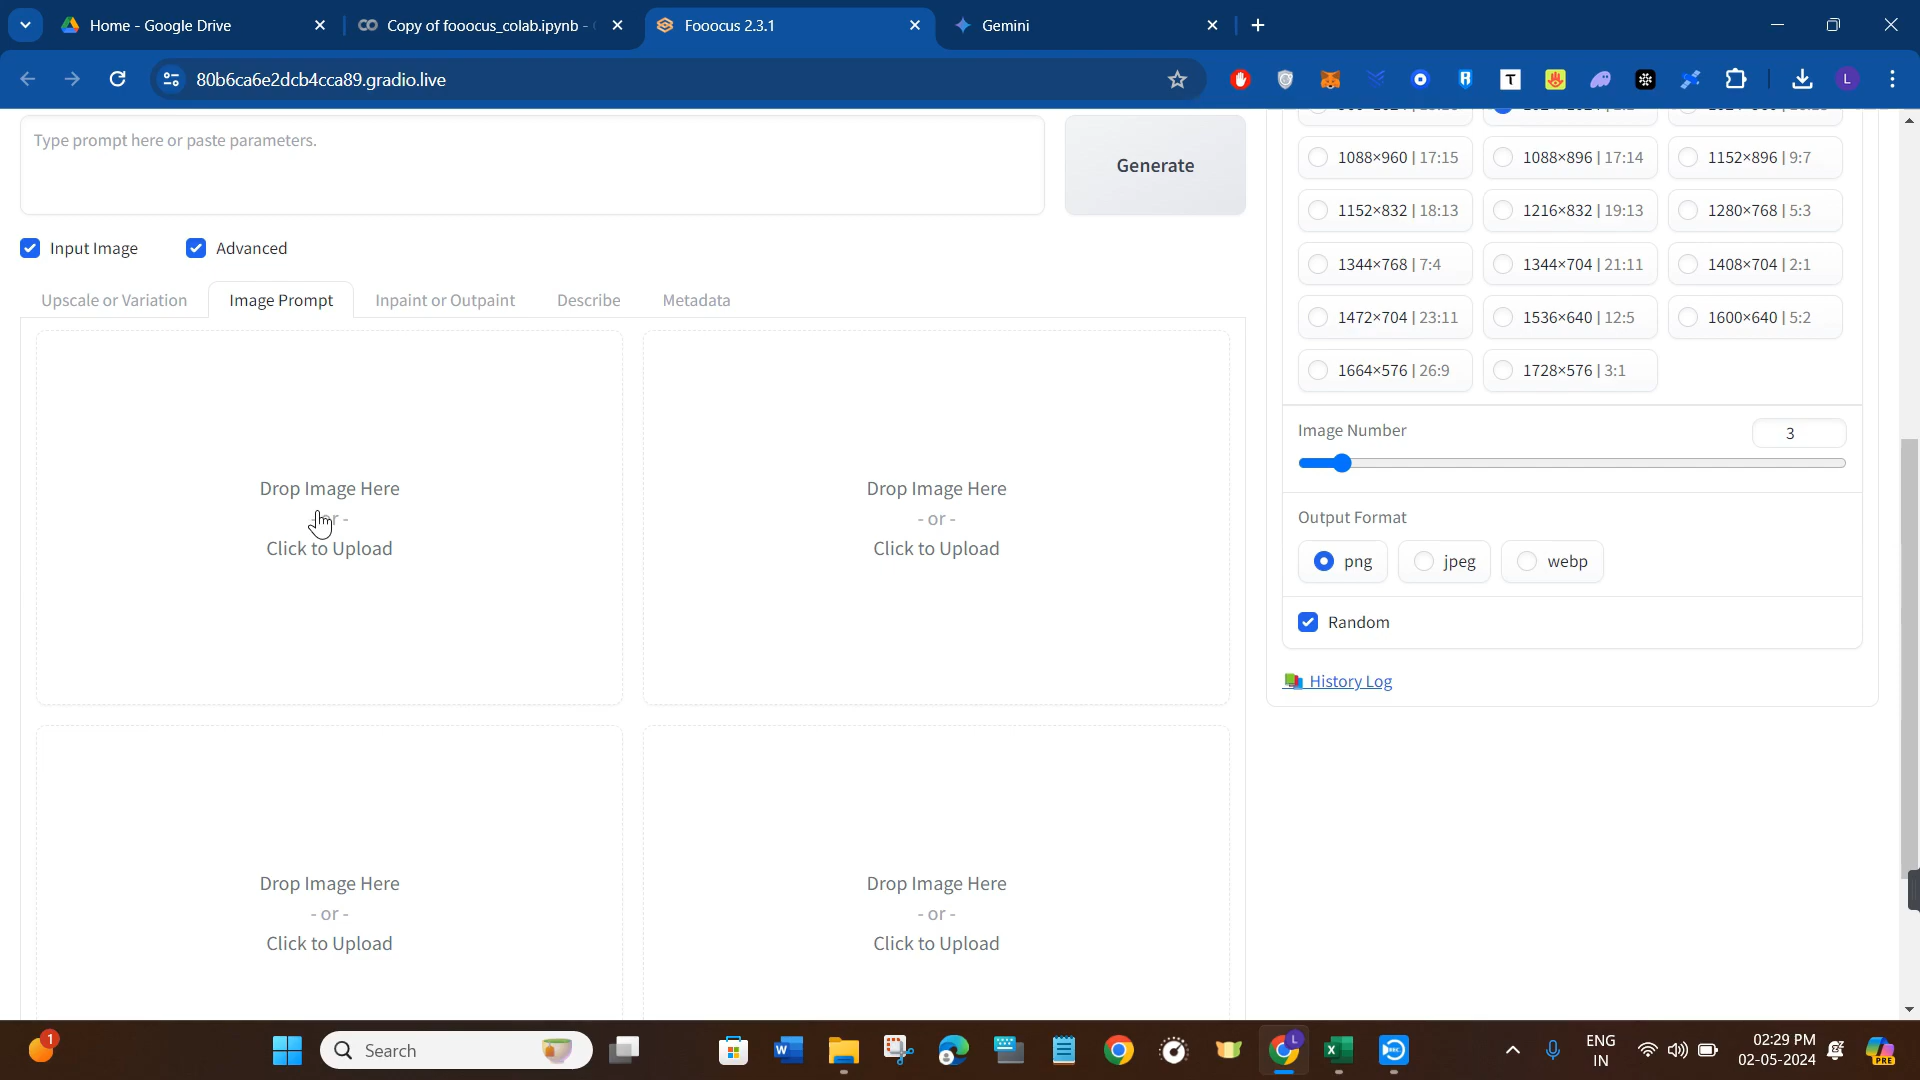 Home - Google Drive
Copy of fooocus_colab.ipynb -
Fooocus 2.3.1
Gemini
80b6ca6e2dcb4cca89.gradio.live
Type prompt here or paste parameters.
Generate
Input Image
Advanced
Upscale or Variation
Image Prompt
Inpaint or Outpaint
Describe
Metadata
Drop Image Here
- or -
Click to Upload
Drop Image Here
- or -
Click to Upload
Drop Image Here
- or -
Click to Upload
Drop Image Here
- or -
Click to Upload
1088×960 | 17:15
1088×896 | 17:14
1152×896 | 9:7
1152×832 | 18:13
1216×832 | 19:13
1280×768 | 5:3
1344×768 | 7:4
1344×704 | 21:11
1408×704 | 2:1
1472×704 | 23:11
1536×640 | 12:5
1600×640 | 5:2
1664×576 | 26:9
1728×576 | 3:1
Image Number
3
Output Format
png
jpeg
webp
Random
History Log
1
Search
ENG
IN
02:29 PM
02-05-2024
L
T
W
PRE